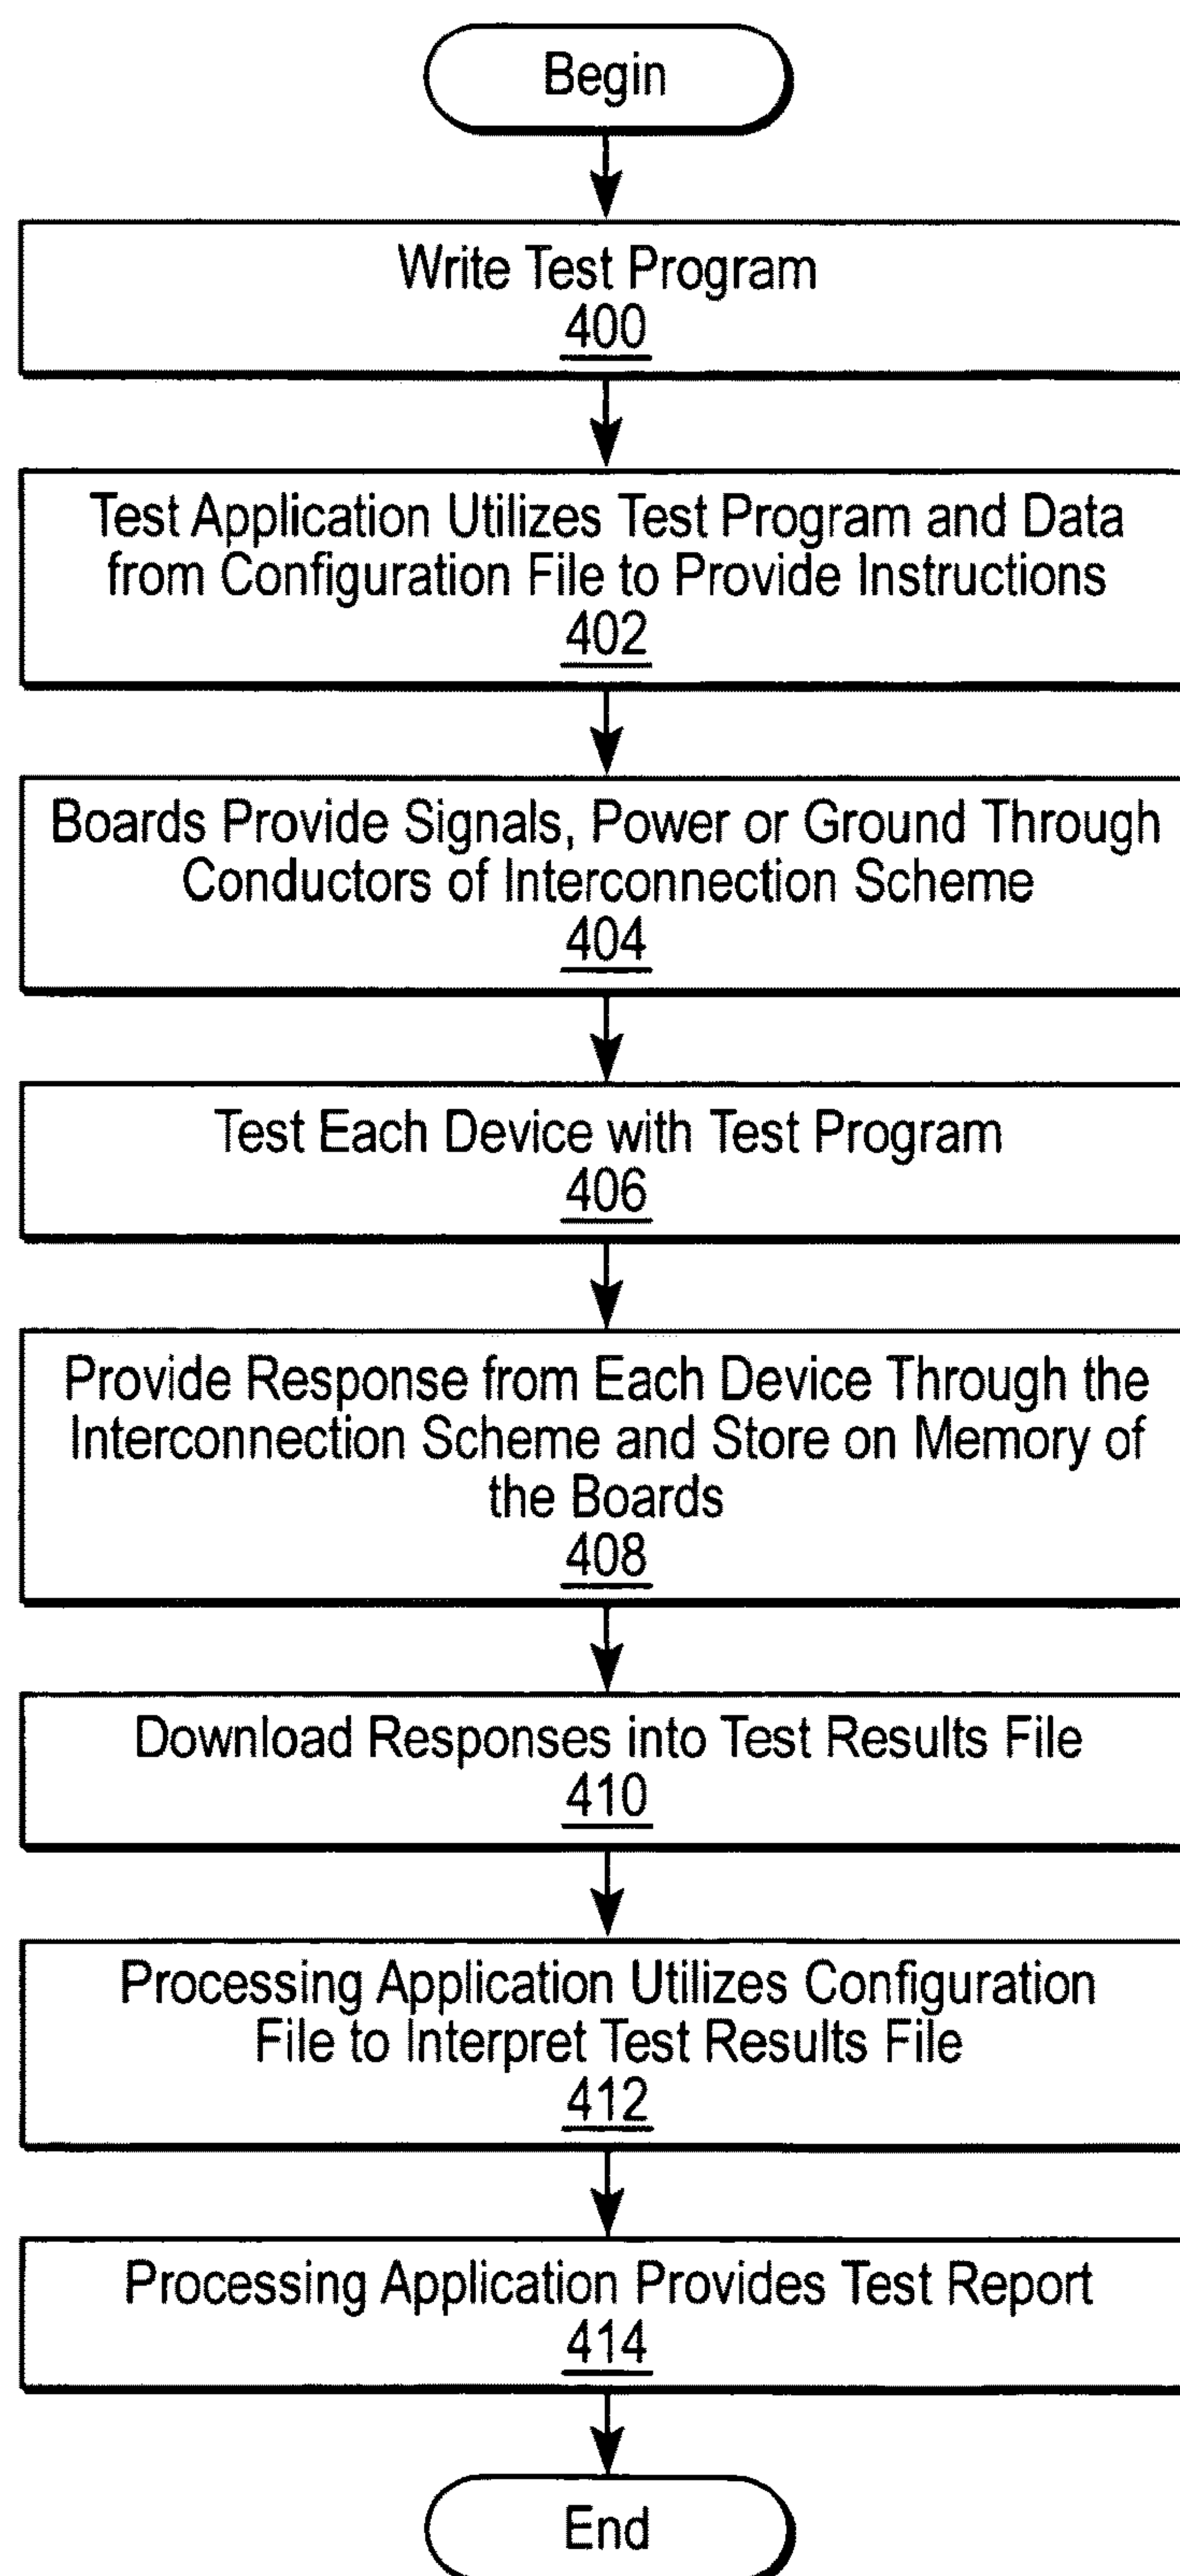 Begin
Write Test Program
400
Test Application Utilizes Test Program and Data
from Configuration File to Provide Instructions
402
Boards Provide Signals, Power or Ground Through
Conductors of Interconnection Scheme
404
Test Each Device with Test Program
406
Provide Response from Each Device Through the
Interconnection Scheme and Store on Memory of
the Boards
408
Download Responses into Test Results File
410
Processing Application Utilizes Configuration
File to Interpret Test Results File
412
Processing Application Provides Test Report
414
End